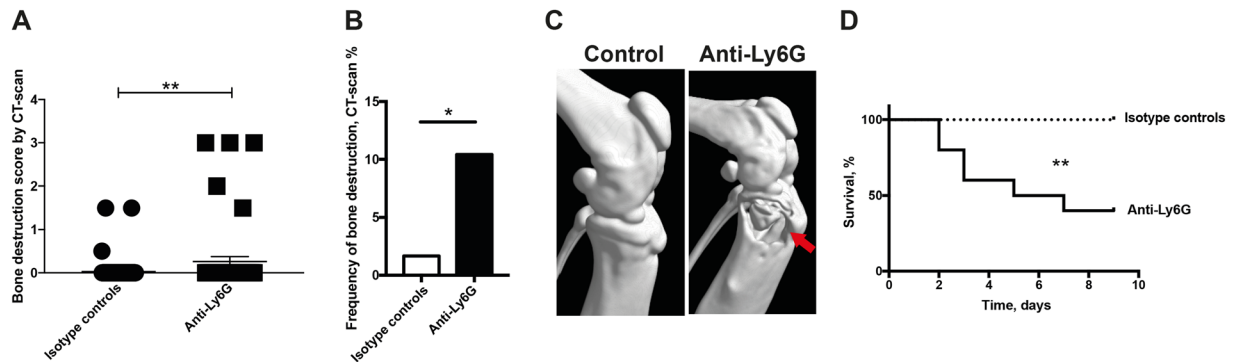 A
**
Bone destruction score by CT-scan
4
3
2
1
0
Isotype controls
Anti-Ly6G
B
Frequency of bone destruction, CT-scan %
*
15
10
5
0
Isotype controls
Anti-Ly6G
C
Control
Anti-Ly6G
D
Survival, %
100
50
0
Isotype controls
**
Anti-Ly6G
0
2
4
6
8
10
Time, days